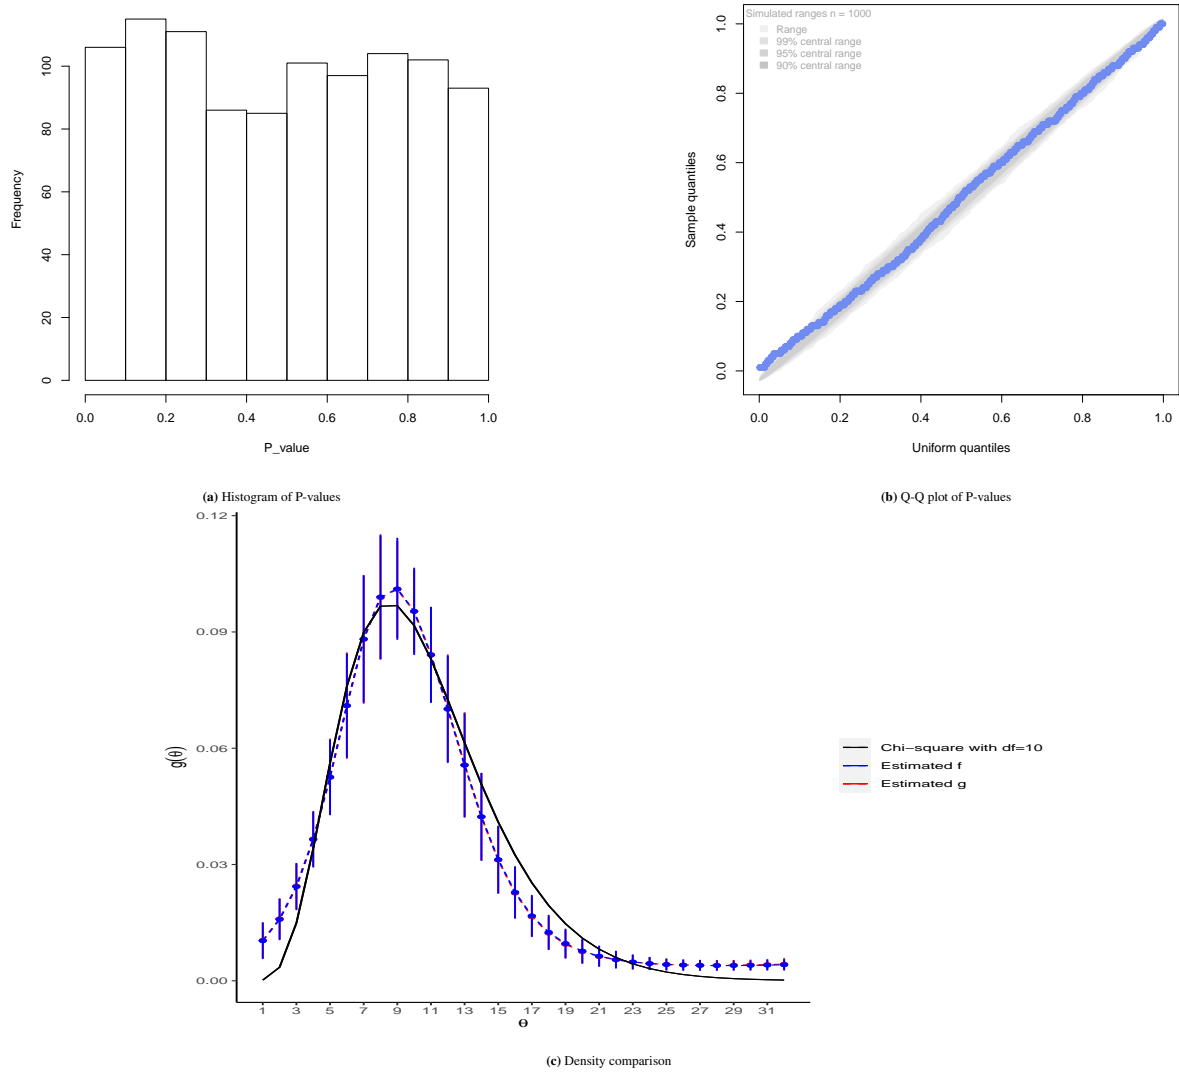 Frequency
100
80
60
40
20
0
0.0 0.2 0.4 0.6 0.8 1.0
P_value
(a) Histogram of P-values
Simulated ranges n = 1000
Range
99% central range
95% central range
90% central range
Sample quantiles
1.0
0.8
0.6
0.4
0.2
0.0
0.0 0.2 0.4 0.6 0.8 1.0
Uniform quantiles
(b) Q-Q plot of P-values
g(θ)
0.12
0.09
0.06
0.03
0.00
1 3 5 7 9 11 13 15 17 19 21 23 25 27 29 31
Θ
Chi−square with df=10
Estimated f
Estimated g
(c) Density comparison